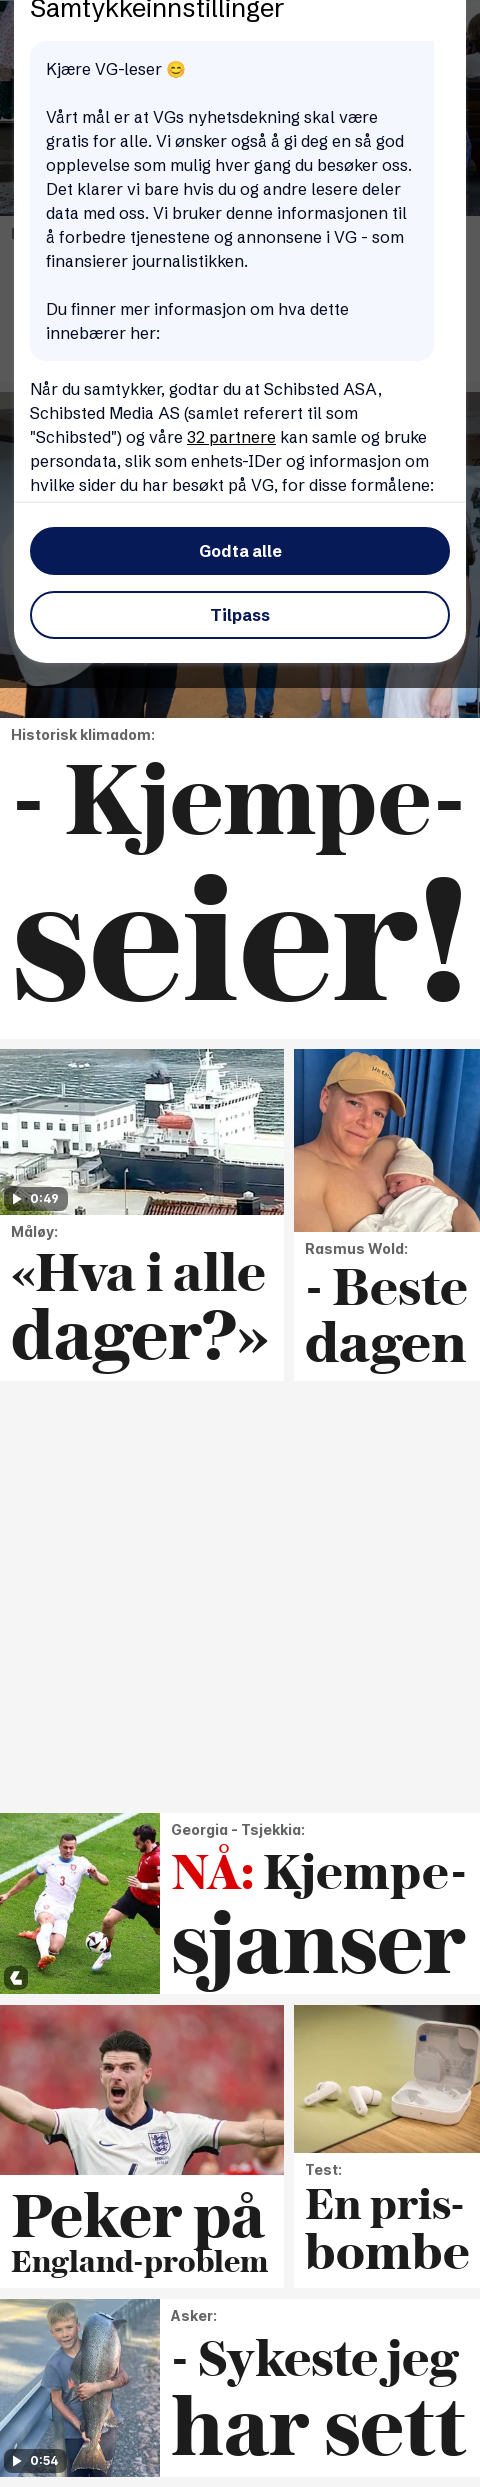 Samtykkeinnstillinger
Kjære VG-leser 😊
Vårt mål er at VGs nyhetsdekning skal være
gratis for alle. Vi ønsker også å gi deg en så god
opplevelse som mulig hver gang du besøker oss.
Det klarer vi bare hvis du og andre lesere deler
data med oss. Vi bruker denne informasjonen til
å forbedre tjenestene og annonsene i VG - som
finansierer journalistikken.
Du finner mer informasjon om hva dette
innebærer her:
Når du samtykker, godtar du at Schibsted ASA,
Schibsted Media AS (samlet referert til som
"Schibsted") og våre 32 partnere kan samle og bruke
persondata, slik som enhets-IDer og informasjon om
hvilke sider du har besøkt på VG, for disse formålene:
Godta alle
Tilpass
Historisk klimadom:
- Kjempe-
seier!
0:49
Måløy:
«Hva i alle
dager?»
Rasmus Wold:
- Beste
dagen
Georgia - Tsjekkia:
NÅ: Kjempe-
sjanser
3
Peker på
England-problem
Test:
En pris-
bombe
Asker:
- Sykeste jeg
har sett
0:54